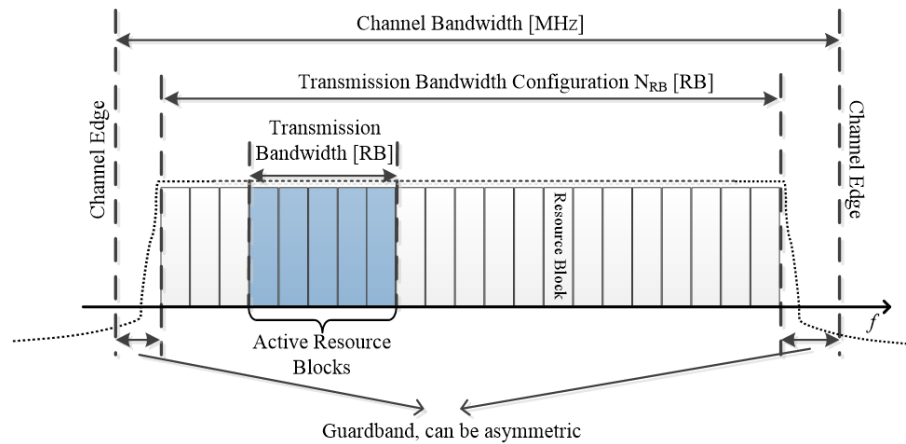 Channel Bandwidth [MHz]
Transmission Bandwidth Configuration NRB [RB]
Transmission
Bandwidth [RB]
Channel Edge
Channel Edge
Resource Block
f
Active Resource
Blocks
Guardband, can be asymmetric